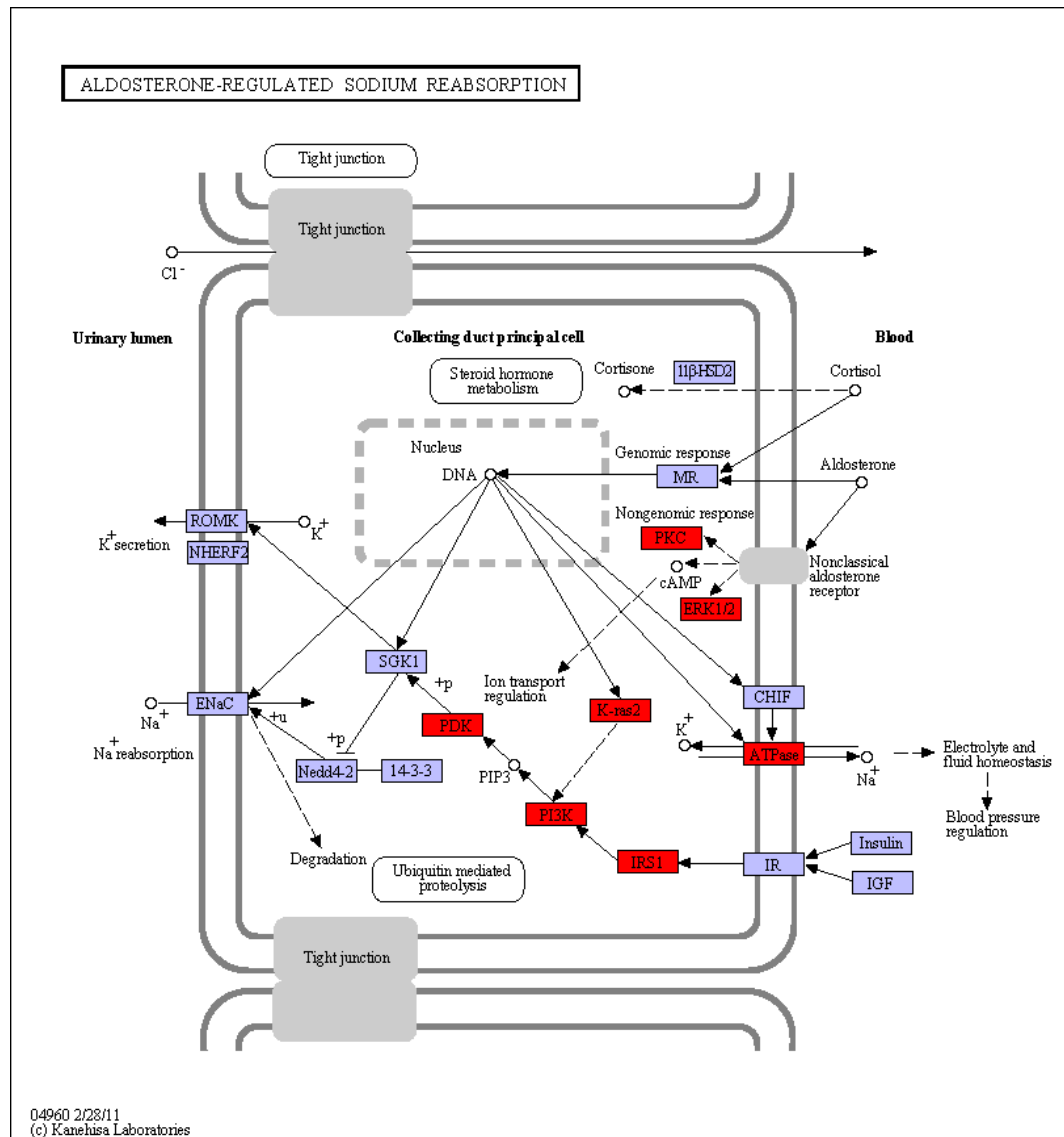 ALDOSTERONE-REGULATED SODIUM REABSORPTION
Tight junction
Tight junction
Cl -
Urinary lumen
Collecting duct principal cell
Blood
Steroid hormone
metabolism
Cortisone
11β-HSD2
Cortisol
Nucleus
DNA
Genomic response
MR
Aldosterone
Nongenomic response
PKC
cAMP
ERK1/2
Nonclassical
aldosterone
receptor
ROMK
K+
K+ secretion
NHERF2
SGK1
+p
Ion transport
regulation
CHIF
ENaC
Na+
+u
Na+ reabsorption
PDK
K-ras2
K+
ATPase
Na+
Electrolyte and
fluid homeostasis
+p
Nedd4-2
14-3-3
PIP3
PI3K
Blood pressure
regulation
Degradation
Ubiquitin mediated
proteolysis
IRS1
IR
Insulin
IGF
Tight junction
04960 2/28/11
(c) Kanehisa Laboratories